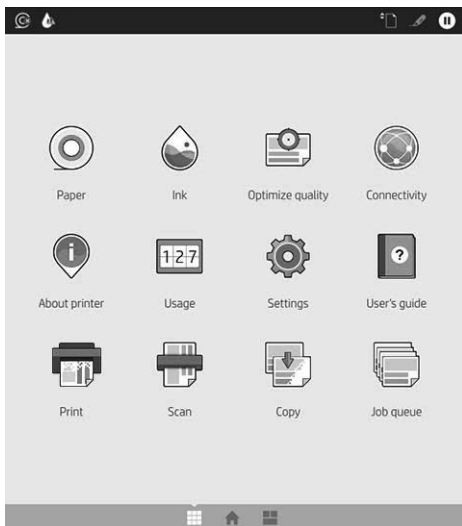 Paper Ink Optimize quality Connectivity
127
About printer Usage Settings User's guide
Print Scan Copy Job queue